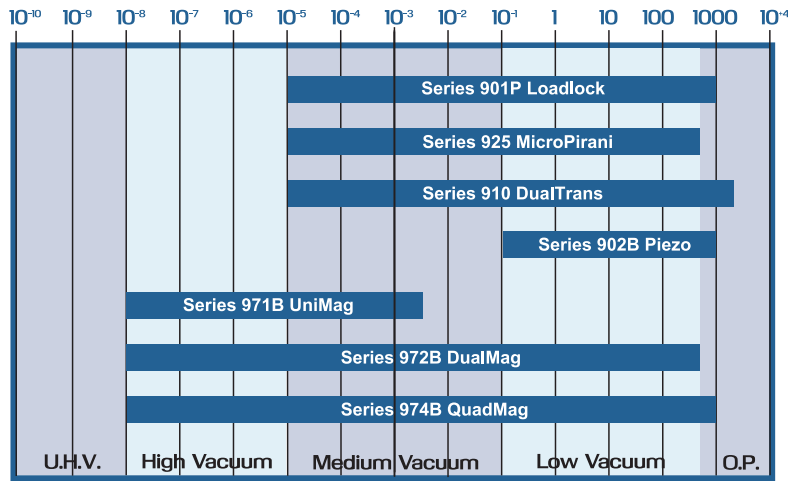 10⁻¹⁰ 10⁻⁹ 10⁻⁸ 10⁻⁷ 10⁻⁶ 10⁻⁵ 10⁻⁴ 10⁻³ 10⁻² 10⁻¹ 1 10 100 1000 10⁺⁴
Series 901P Loadlock
Series 925 MicroPirani
Series 910 DualTrans
Series 902B Piezo
Series 971B UniMag
Series 972B DualMag
Series 974B QuadMag
U.H.V. High Vacuum Medium Vacuum Low Vacuum O.P.